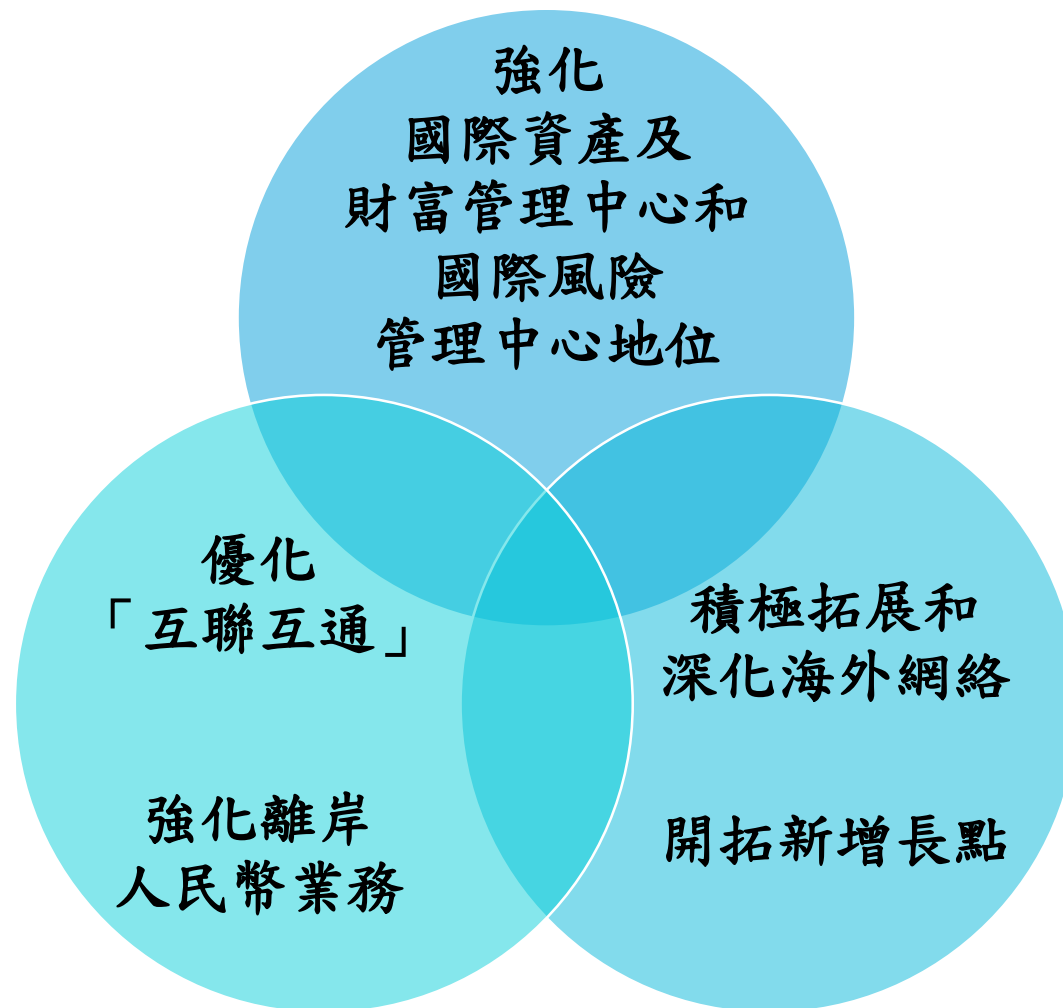 強化
國際資產及
財富管理中心和
國際風險
管理中心地位
優化
「互聯互通」
強化離岸
人民幣業務
積極拓展和
深化海外網絡
開拓新增長點